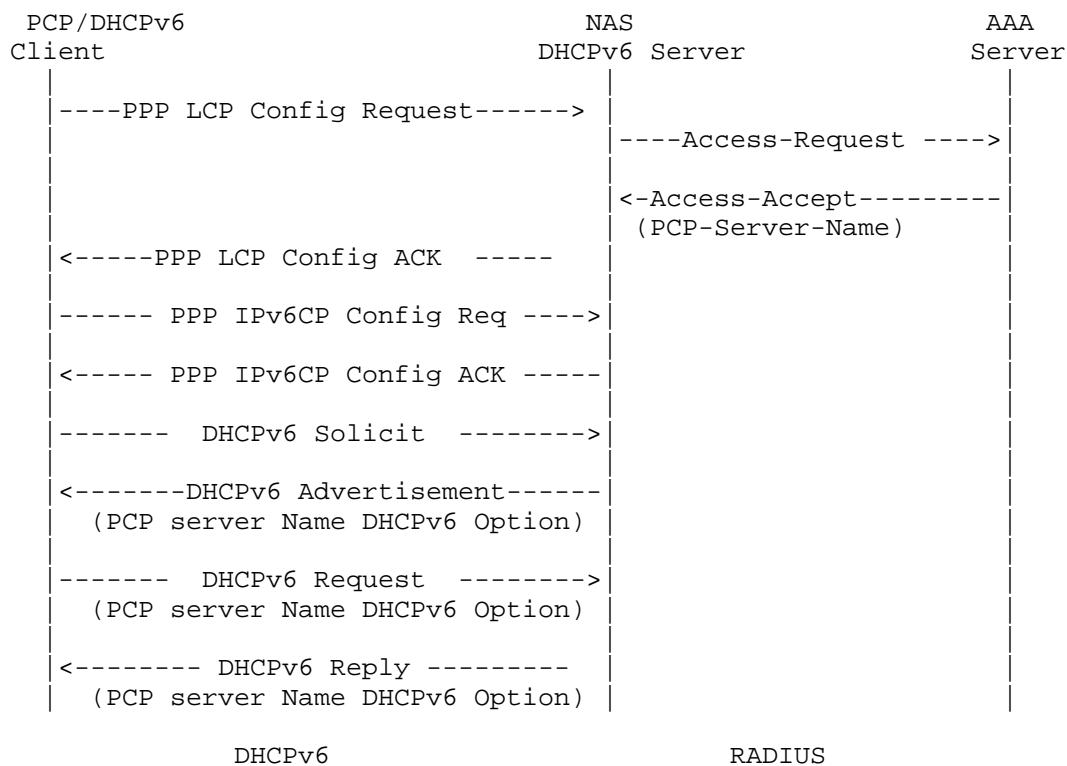 PCP/DHCPv6 NAS AAA
Client DHCPv6 Server Server
| | |
|----PPP LCP Config Request------> | |
| |----Access-Request ---->|
| | |
| |<-Access-Accept---------|
| | (PCP-Server-Name) |
|<-----PPP LCP Config ACK ----- | |
| | |
|------ PPP IPv6CP Config Req ---->| |
| | |
|<----- PPP IPv6CP Config ACK -----| |
| | |
|------- DHCPv6 Solicit -------->| |
| | |
|<-------DHCPv6 Advertisement------| |
| (PCP server Name DHCPv6 Option) | |
| | |
|------- DHCPv6 Request -------->| |
| (PCP server Name DHCPv6 Option) | |
| | |
|<-------- DHCPv6 Reply --------- | |
| (PCP server Name DHCPv6 Option) | |
DHCPv6 RADIUS